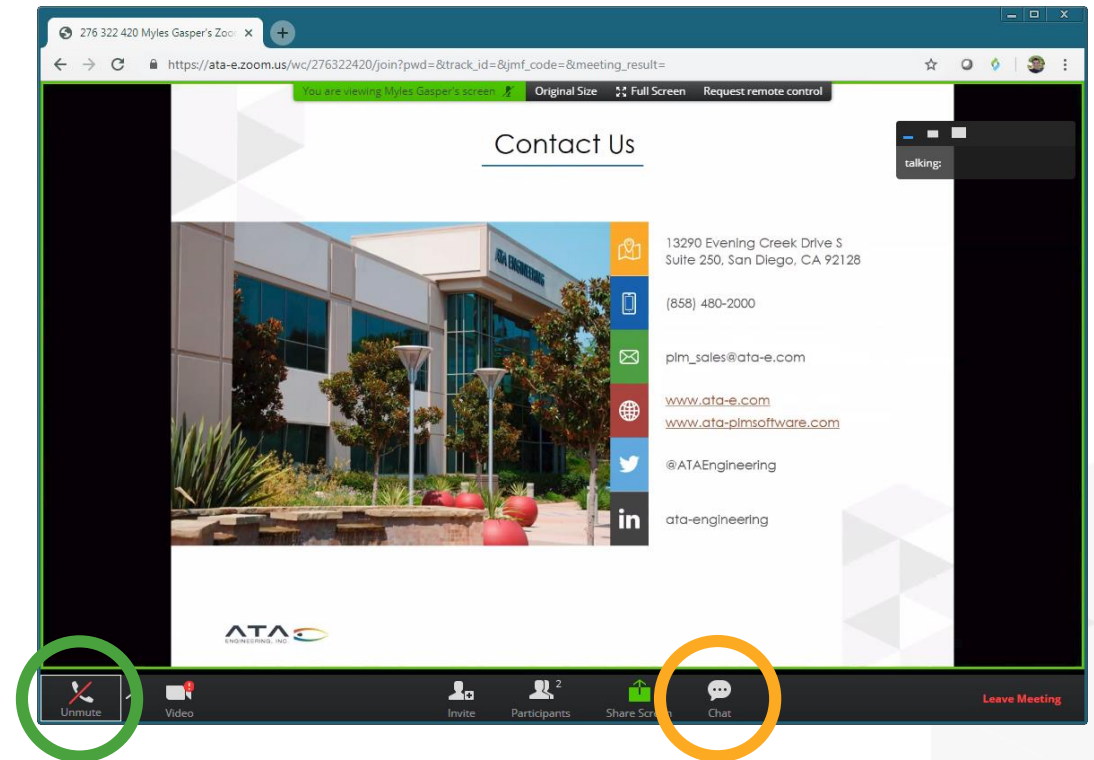 276 322 420 Myles Gasper's Zoo
https://ata-e.zoom.us/wc/276322420/join?pwd=&track_id=&jmf_code=&meeting_result=
You are viewing Myles Gasper's screen
Original Size
Full Screen
Request remote control
talking:
Contact Us
ATA ENGINEERING
13290 Evening Creek Drive S
Suite 250, San Diego, CA 92128
(858) 480-2000
plm_sales@ata-e.com
www.ata-e.com
www.ata-plmsoftware.com
@ATAEngineering
in
ata-engineering
ATA
ENGINEERING, INC
Unmute
Video
Invite
2
Participants
Share Screen
Chat
Leave Meeting